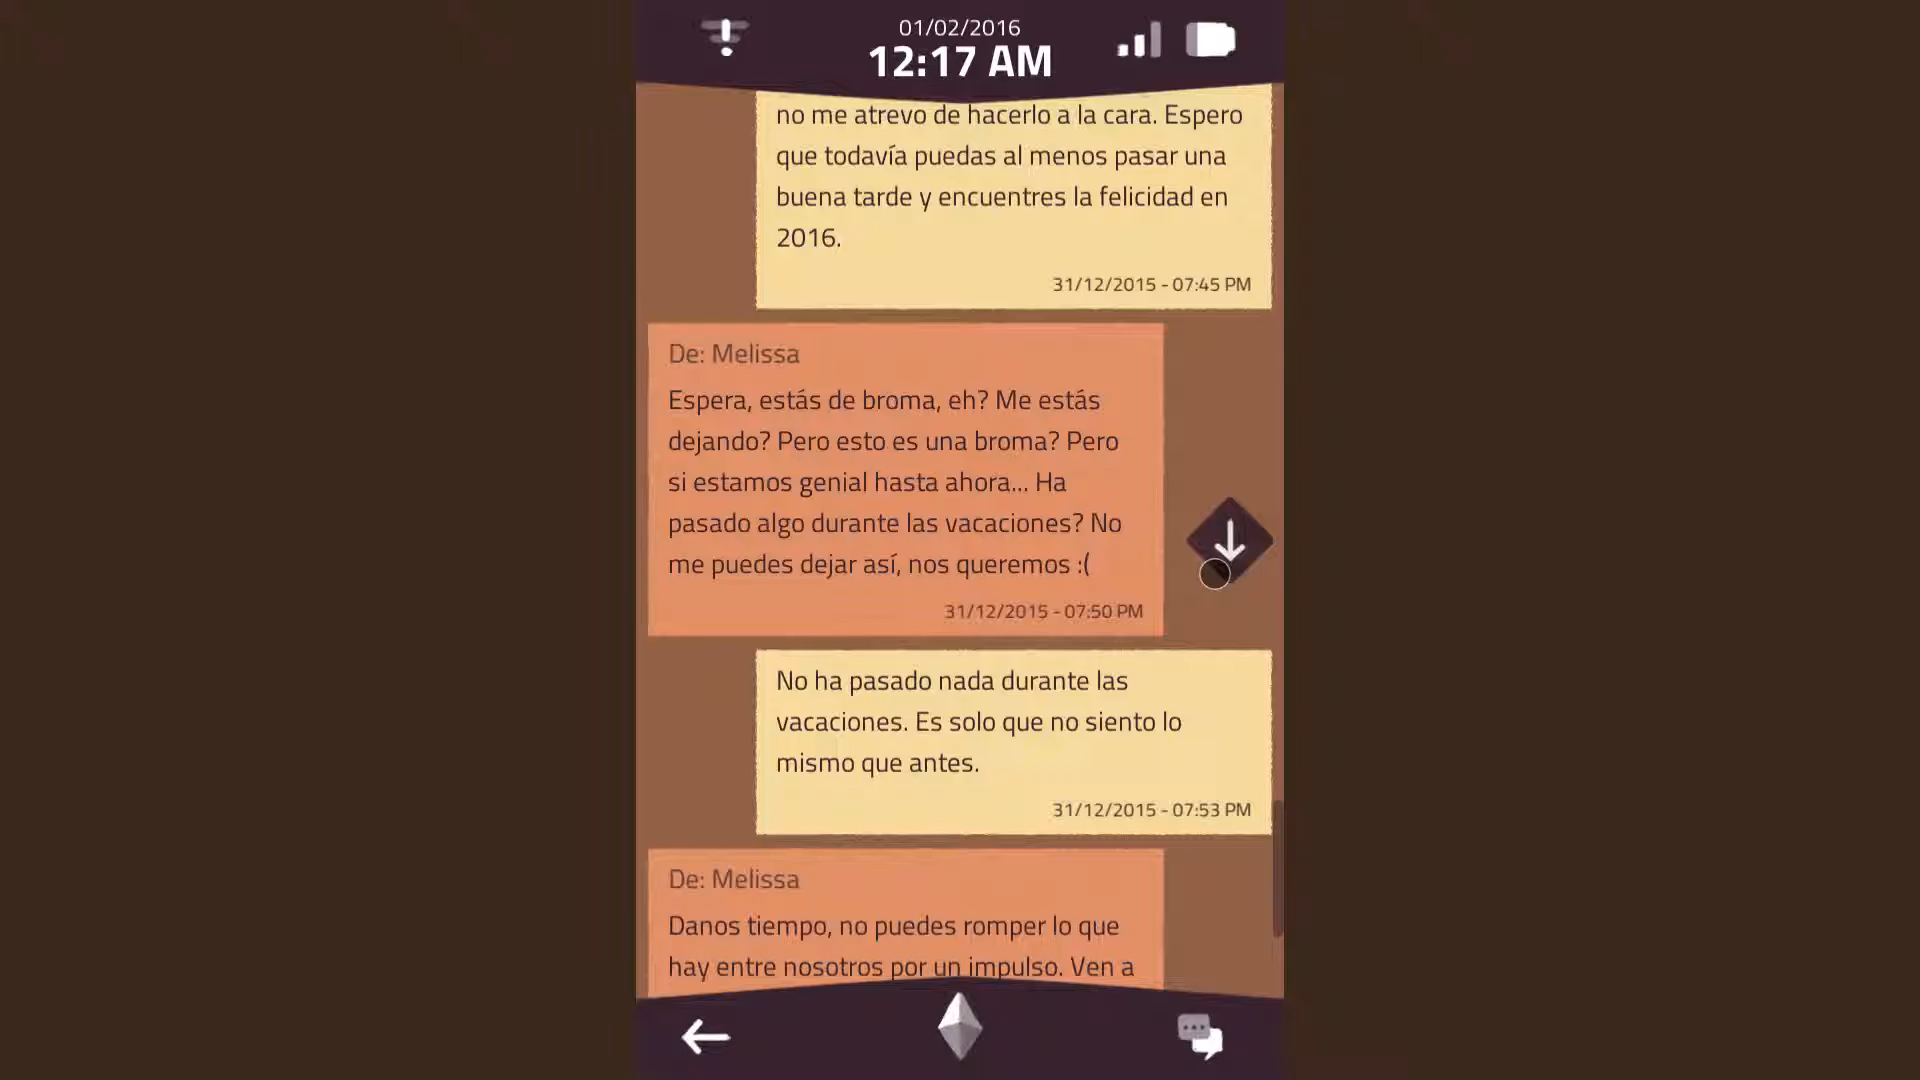 01/02/2016
12:17 AM
no me atrevo de hacerlo a la cara. Espero
que todavía puedas al menos pasar una
buena tarde y encuentres la felicidad en
2016.
31/12/2015 - 07:45 PM
De: Melissa
Espera, estás de broma, eh? Me estás
dejando? Pero esto es una broma? Pero
si estamos genial hasta ahora... Ha
pasado algo durante las vacaciones? No
me puedes dejar así, nos queremos :(
31/12/2015 - 07:50 PM
No ha pasado nada durante las
vacaciones. Es solo que no siento lo
mismo que antes.
31/12/2015 - 07:53 PM
De: Melissa
Danos tiempo, no puedes romper lo que
hay entre nosotros por un impulso. Ven a